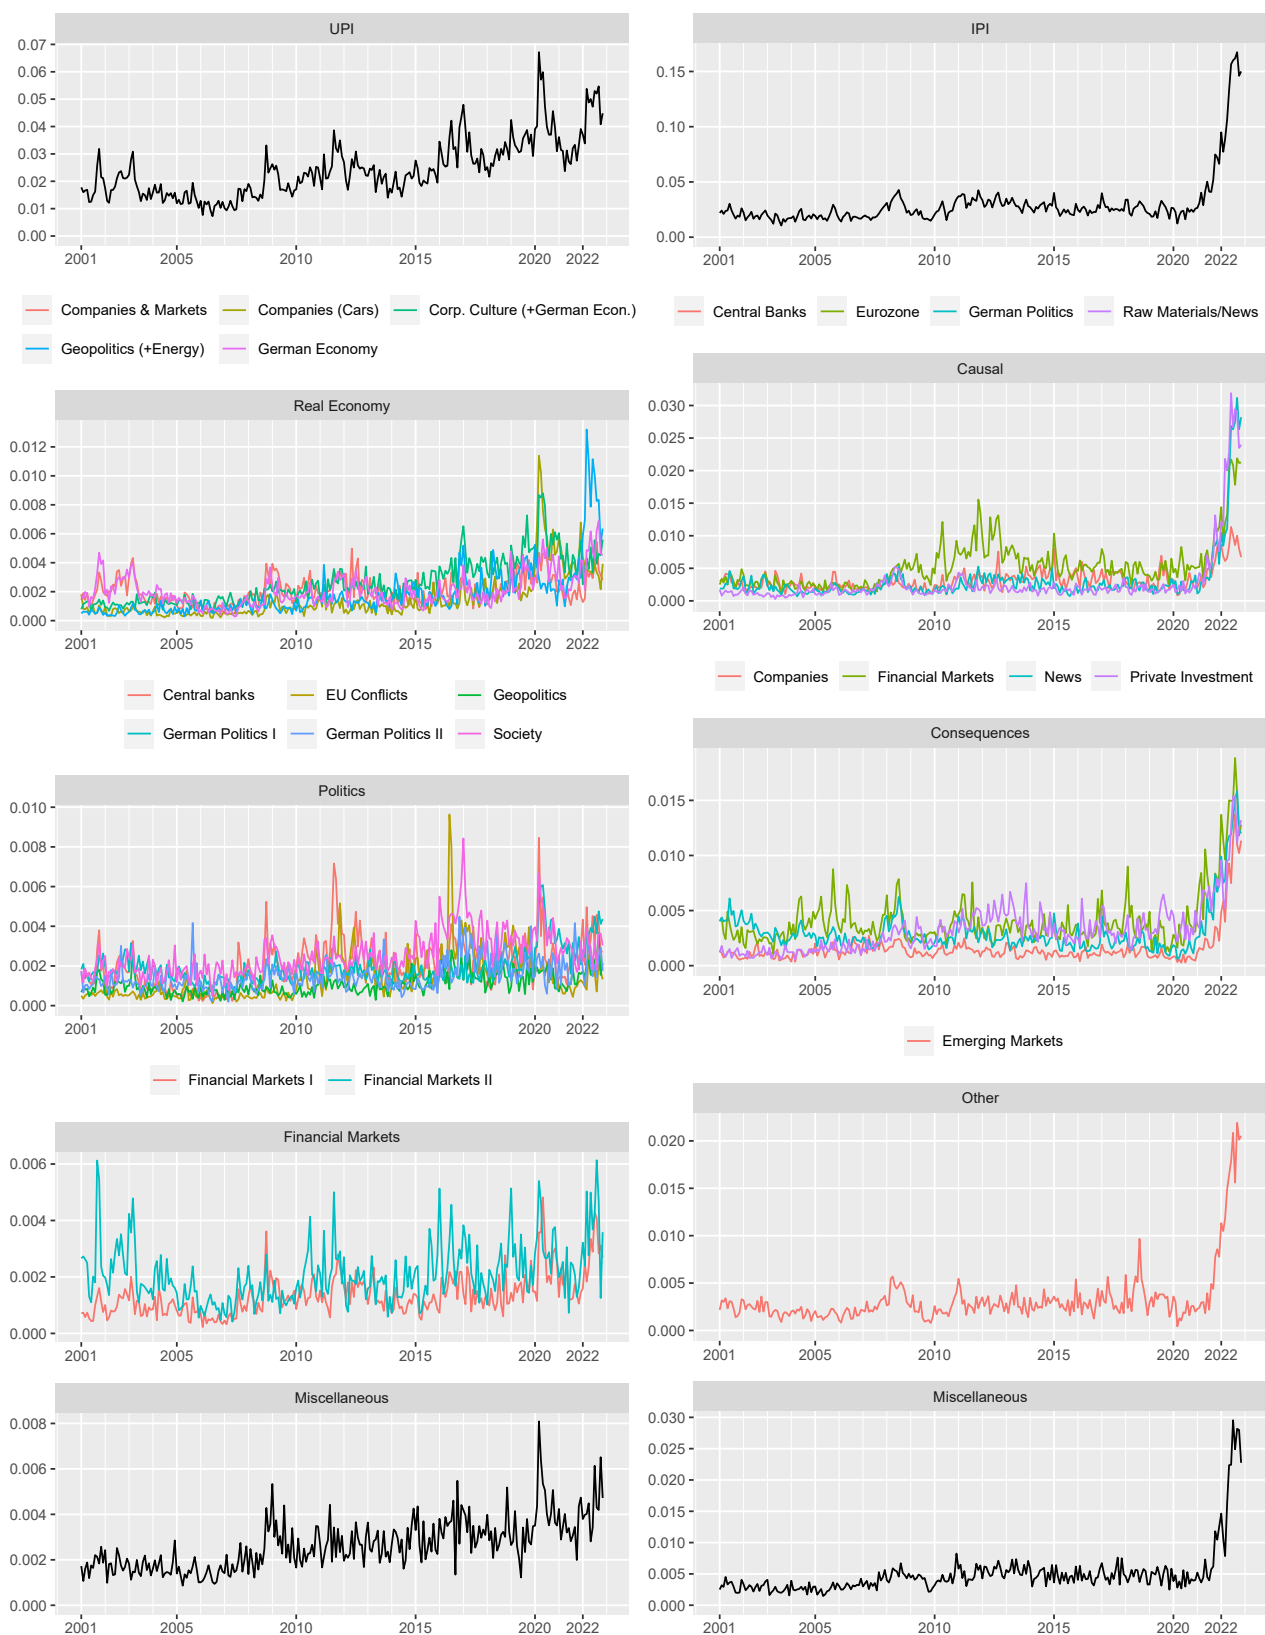 UPI
0.07
0.06
0.05
0.04
0.03
0.02
0.01
0.00
2001 2005 2010 2015 2020 2022
Companies & Markets Companies (Cars) Corp. Culture (+German Econ.)
Geopolitics (+Energy) German Economy
Real Economy
0.012
0.010
0.008
0.006
0.004
0.002
0.000
2001 2005 2010 2015 2020 2022
Central banks EU Conflicts Geopolitics
German Politics I German Politics II Society
Politics
0.010
0.008
0.006
0.004
0.002
0.000
2001 2005 2010 2015 2020 2022
Financial Markets I Financial Markets II
Financial Markets
0.006
0.004
0.002
0.000
2001 2005 2010 2015 2020 2022
Miscellaneous
0.008
0.006
0.004
0.002
0.000
2001 2005 2010 2015 2020 2022
IPI
0.15
0.10
0.05
0.00
2001 2005 2010 2015 2020 2022
Central Banks Eurozone German Politics Raw Materials/News
Causal
0.030
0.025
0.020
0.015
0.010
0.005
0.000
2001 2005 2010 2015 2020 2022
Companies Financial Markets News Private Investment
Consequences
0.015
0.010
0.005
0.000
2001 2005 2010 2015 2020 2022
Emerging Markets
Other
0.020
0.015
0.010
0.005
0.000
2001 2005 2010 2015 2020 2022
Miscellaneous
0.030
0.025
0.020
0.015
0.010
0.005
0.000
2001 2005 2010 2015 2020 2022